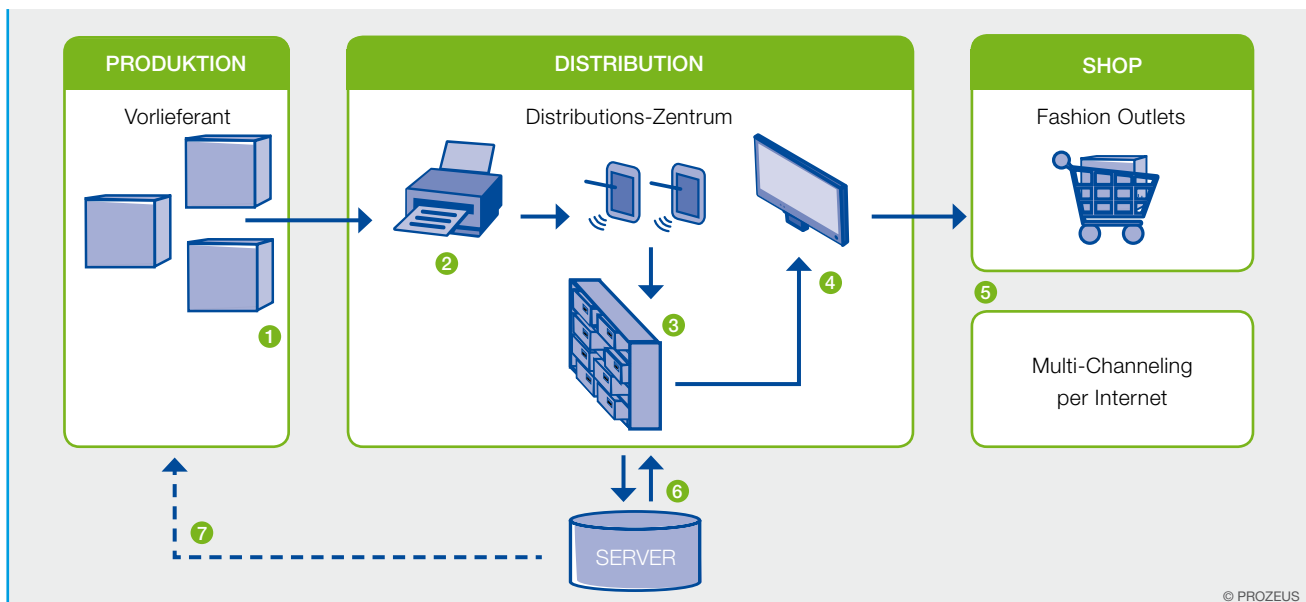 PRODUKTION
Vorlieferant
1
DISTRIBUTION
Distributions-Zentrum
2
3
4
SHOP
Fashion Outlets
5
Multi-Channeling
per Internet
6
7
SERVER
© PROZEUS